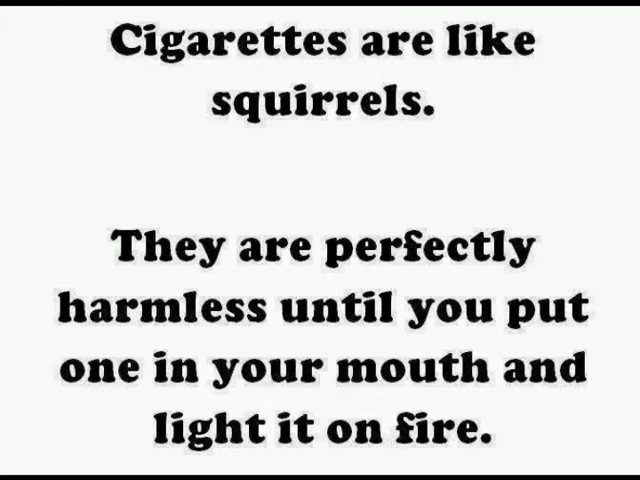 Cigarettes are like
squirrels.
They are perfectly
harmless until you put
one in your mouth and
light it on fire.